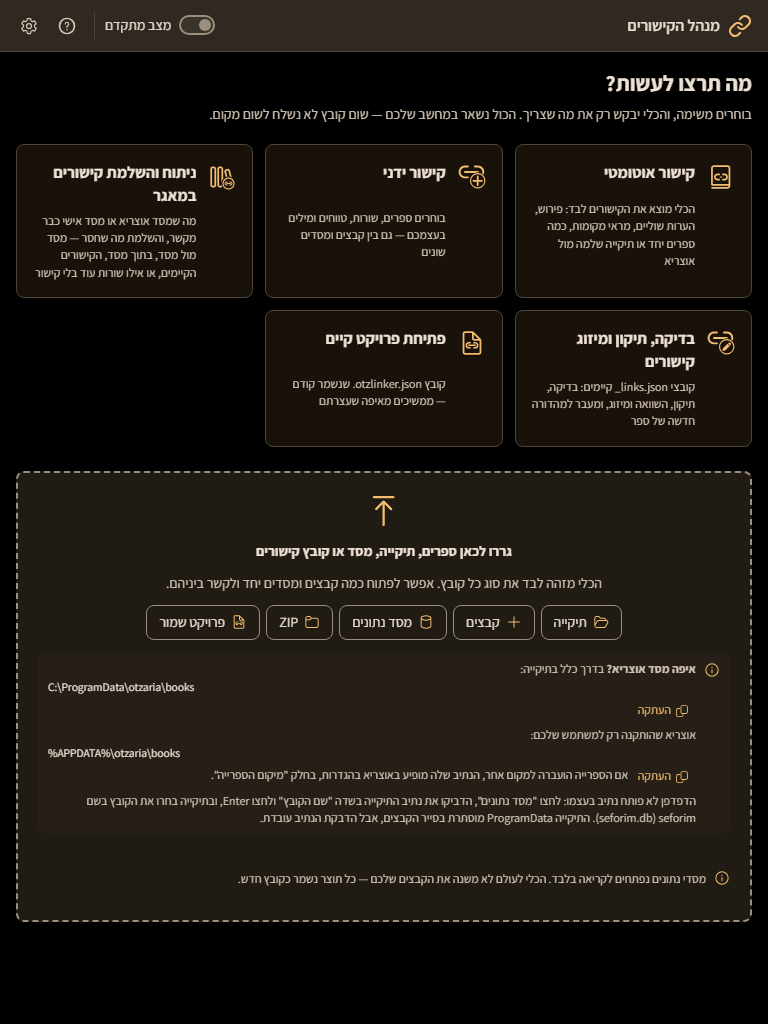 מנהל הקישורים
מצב מתקדם
מה תרצו לעשות?
בוחרים משימה, והכלי יבקש רק את מה שצריך. הכול נשאר במחשב שלכם — שום קובץ לא נשלח לשום מקום.
קישור אוטומטי
הכלי מוצא את הקישורים לבד: פירוש,
הערות שוליים, מראי מקומות, כמה
ספרים יחד או תיקייה שלמה מול
אוצריא
קישור ידני
בוחרים ספרים, שורות, טווחים ומילים
בעצמכם — גם בין קבצים ומסדים
שונים
ניתוח והשלמת קישורים
במאגר
מה שמסד אוצריא או מסד אישי כבר
מקשר, והשלמת מה שחסר — מסד
מול מסד, בתוך מסד, הקישורים
הקיימים, או אילו שורות עוד בלי קישור
בדיקה, תיקון ומיזוג
קישורים
קובצי ‎_links.json קיימים: בדיקה,
תיקון, השוואה ומיזוג, ומעבר למהדורה
חדשה של ספר
פתיחת פרויקט קיים
קובץ ‎.otzlinker.json שנשמר קודם
— ממשיכים מאיפה שעצרתם
גררו לכאן ספרים, תיקייה, מסד או קובץ קישורים
הכלי מזהה לבד את סוג כל קובץ. אפשר לפתוח כמה קבצים ומסדים יחד ולקשר ביניהם.
תיקייה
קבצים
מסד נתונים
ZIP
פרויקט שמור
איפה מסד אוצריא? בדרך כלל בתיקייה:
C:\ProgramData\otzaria\books
העתקה
אוצריא שהותקנה רק למשתמש שלכם:
%APPDATA%\otzaria\books
העתקה אם הספרייה הועברה למקום אחר, הנתיב שלה מופיע באוצריא בהגדרות, בחלק "מיקום הספרייה".
הדפדפן לא פותח נתיב בעצמו: לחצו "מסד נתונים", הדביקו את נתיב התיקייה בשדה "שם הקובץ" ולחצו Enter, ובתיקייה בחרו את הקובץ בשם
seforim (seforim.db). התיקייה ProgramData מוסתרת בסייר הקבצים, אבל הדבקת הנתיב עובדת.
מסדי נתונים נפתחים לקריאה בלבד. הכלי לעולם לא משנה את הקבצים שלכם — כל תוצר נשמר כקובץ חדש.